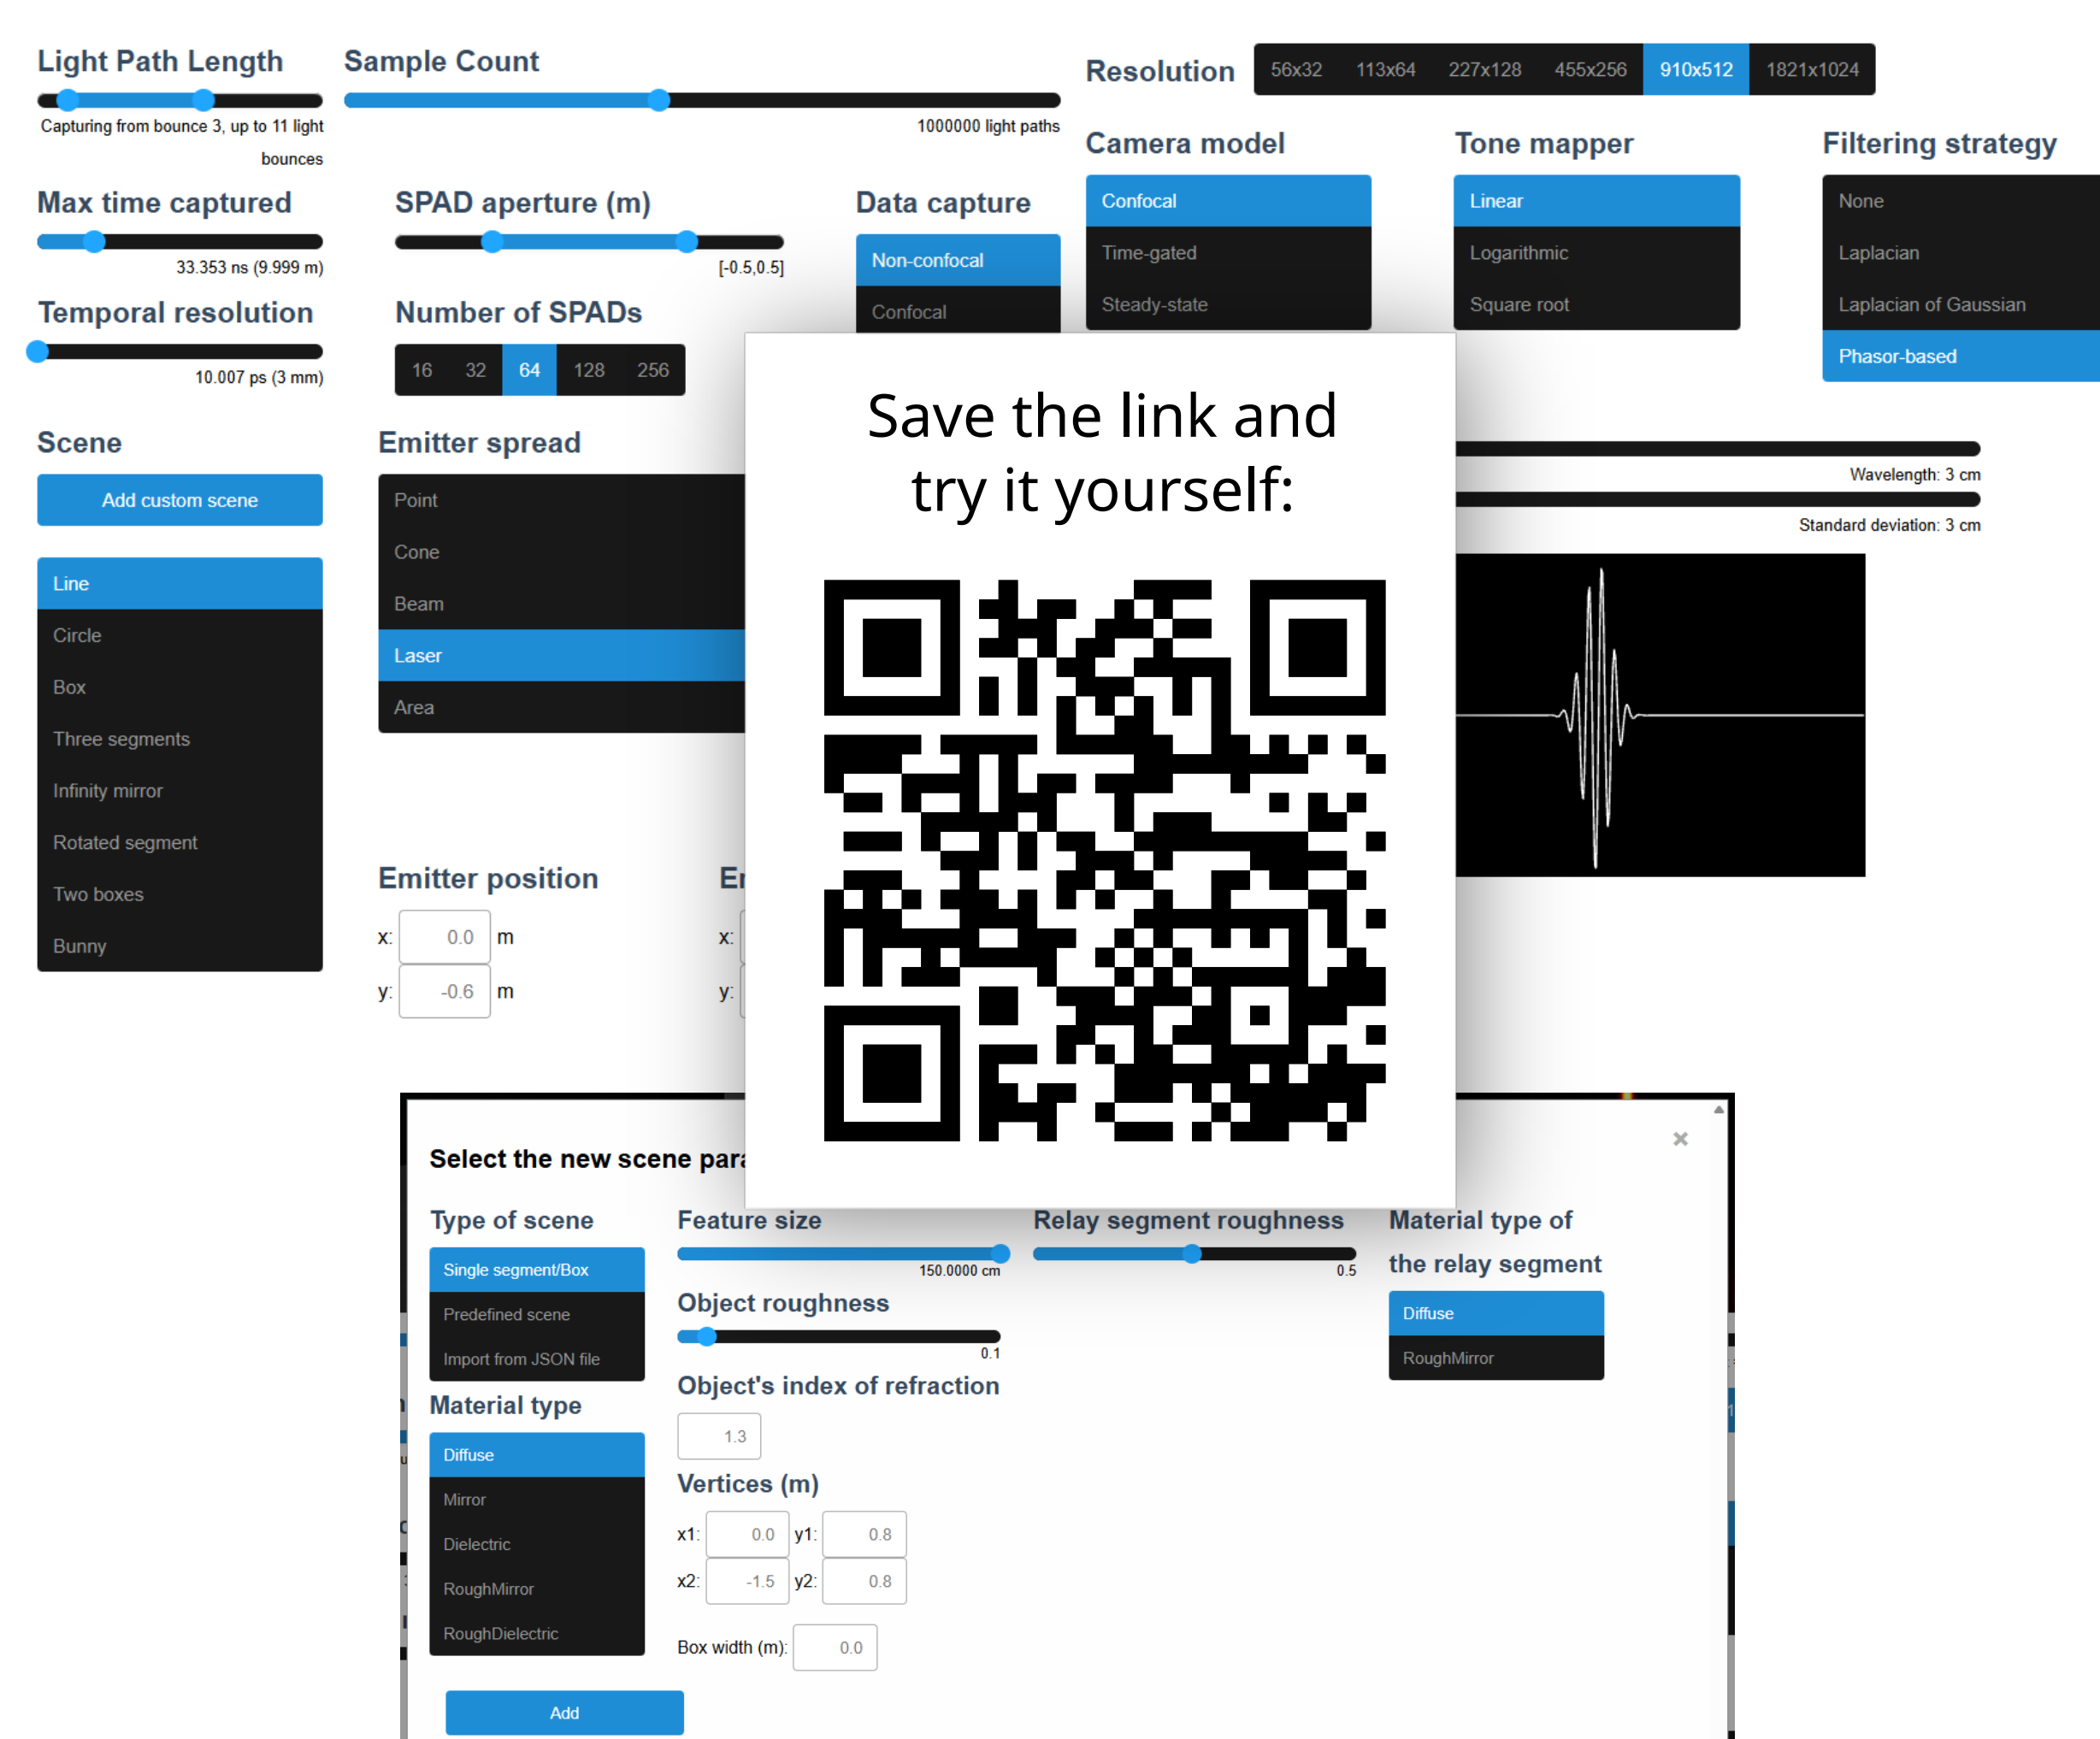 Light Path Length
Capturing from bounce 3, up to 11 light
bounces
Sample Count
1000000 light paths
Resolution
56x32 113x64 227x128 455x256 910x512 1821x1024
Max time captured
33.353 ns (9.999 m)
SPAD aperture (m)
[-0.5,0.5]
Data capture
Non-confocal
Confocal
Camera model
Confocal
Time-gated
Steady-state
Tone mapper
Linear
Logarithmic
Square root
Filtering strategy
None
Laplacian
Laplacian of Gaussian
Phasor-based
Temporal resolution
10.007 ps (3 mm)
Number of SPADs
16 32 64 128 256
Wavelength: 3 cm
Standard deviation: 3 cm
Scene
Add custom scene
Line
Circle
Box
Three segments
Infinity mirror
Rotated segment
Two boxes
Bunny
Emitter spread
Point
Cone
Beam
Laser
Area
Emitter position
x: 0.0 m
y: -0.6 m
x:
y:
Save the link and
try it yourself:
Select the new scene
×
Type of scene
Single segment/Box
Predefined scene
Import from JSON file
Material type
Diffuse
Mirror
Dielectric
RoughMirror
RoughDielectric
Feature size
150.0000 cm
Object roughness
0.1
Object's index of refraction
1.3
Vertices (m)
x1: 0.0 y1: 0.8
x2: -1.5 y2: 0.8
Box width (m): 0.0
Relay segment roughness
0.5
Material type of
the relay segment
Diffuse
RoughMirror
Add